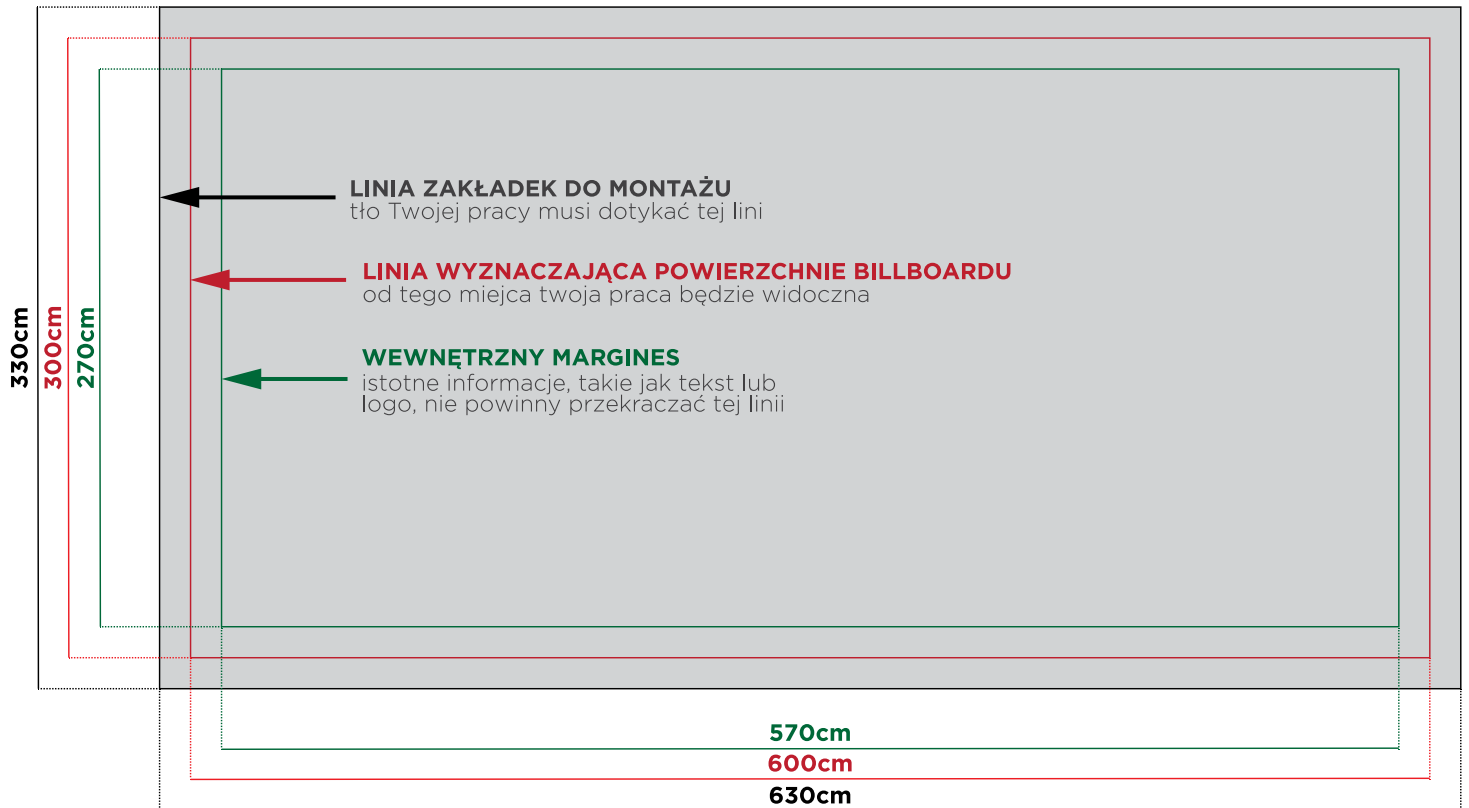 LINIA ZAKŁADEK DO MONTAŻU
tło Twojej pracy musi dotykać tej lini
LINIA WYZNACZAJĄCA POWIERZCHNIE BILLBOARDU
od tego miejca twoja praca będzie widoczna
WEWNĘTRZNY MARGINES
istotne informacje, takie jak tekst lub
logo, nie powinny przekraczać tej linii
330cm
300cm
270cm
570cm
600cm
630cm